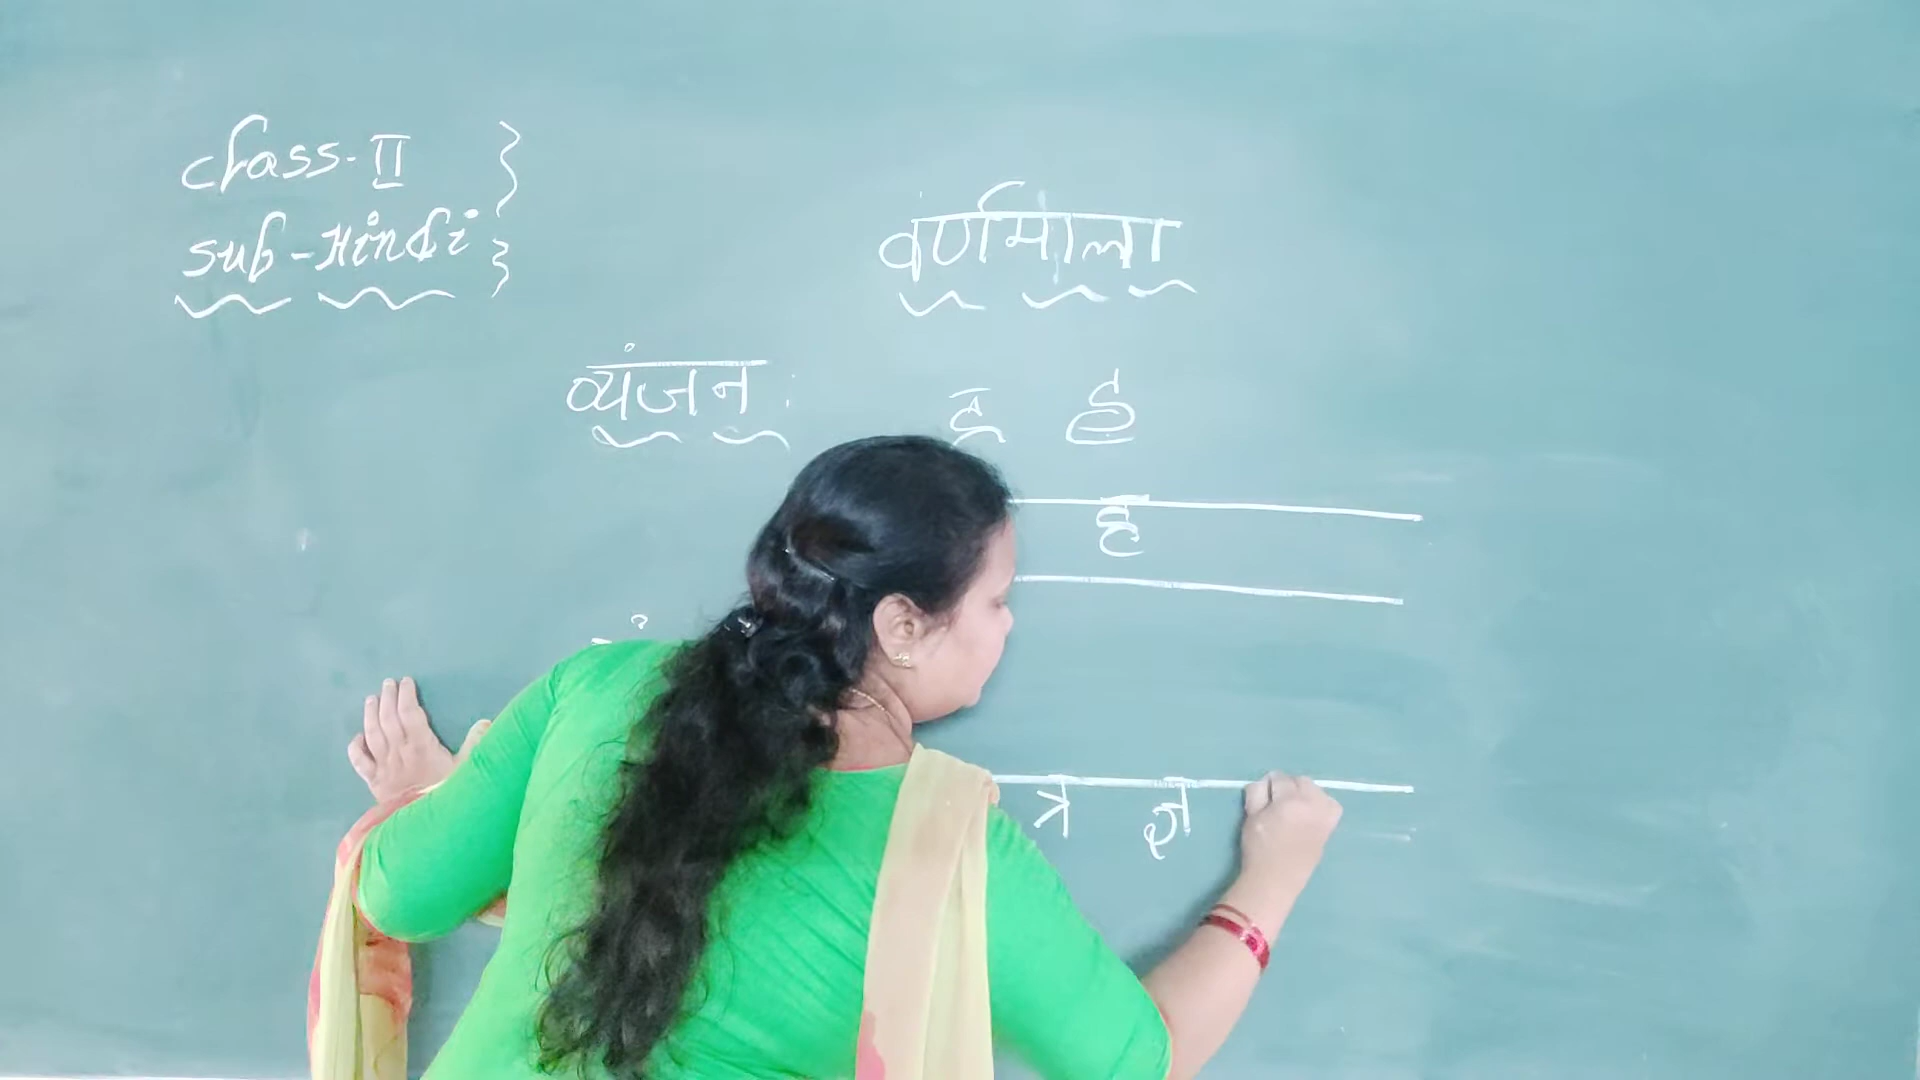 Class-II
Sub-Hindi
वर्णमाला
व्यंजन :
ह
त्र ज्ञ